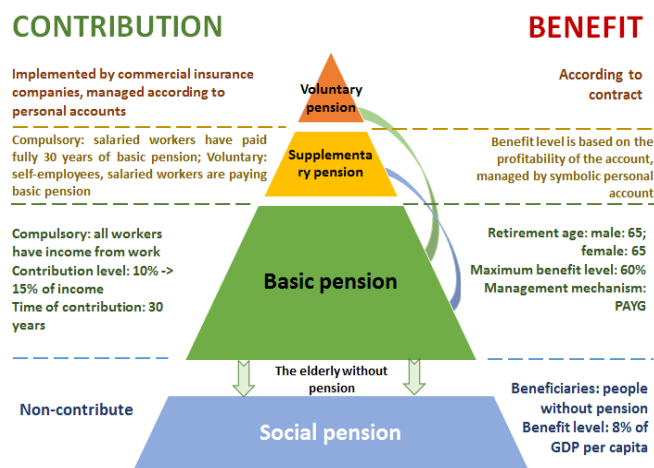 CONTRIBUTION
BENEFIT
Implemented by commercial insurance
companies, managed according to
personal accounts
Voluntary
pension
According to
contract
Compulsory: salaried workers have paid
fully 30 years of basic pension; Voluntary:
self-employees, salaried workers are paying
basic pension
Supplementa
ry pension
Benefit level is based on the
profitability of the account,
managed by symbolic personal
account
Compulsory: all workers
have income from work
Contribution level: 10% ->
15% of income
Time of contribution: 30
years
Basic pension
Retirement age: male: 65;
female: 65
Maximum benefit level: 60%
Management mechanism:
PAYG
The elderly without
pension
Non-contribute
Social pension
Beneficiaries: people
without pension
Benefit level: 8% of
GDP per capita